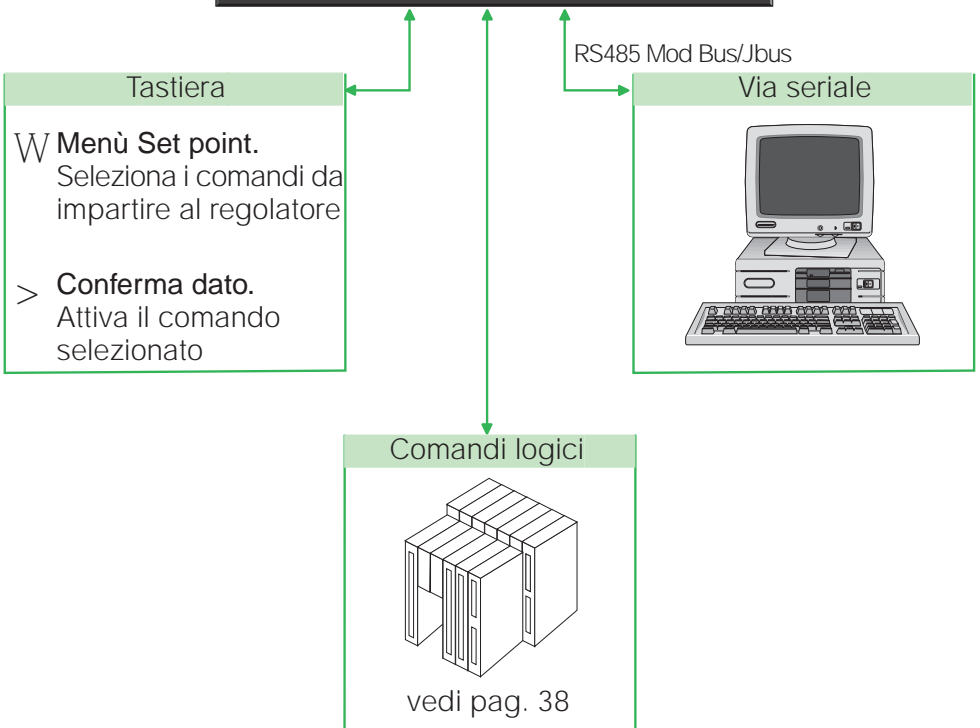 RS485 Mod Bus/Jbus
Tastiera
W Menù Set point.
Seleziona i comandi da
impartire al regolatore
> Conferma dato.
Attiva il comando
selezionato
Via seriale
Comandi logici
vedi pag. 38